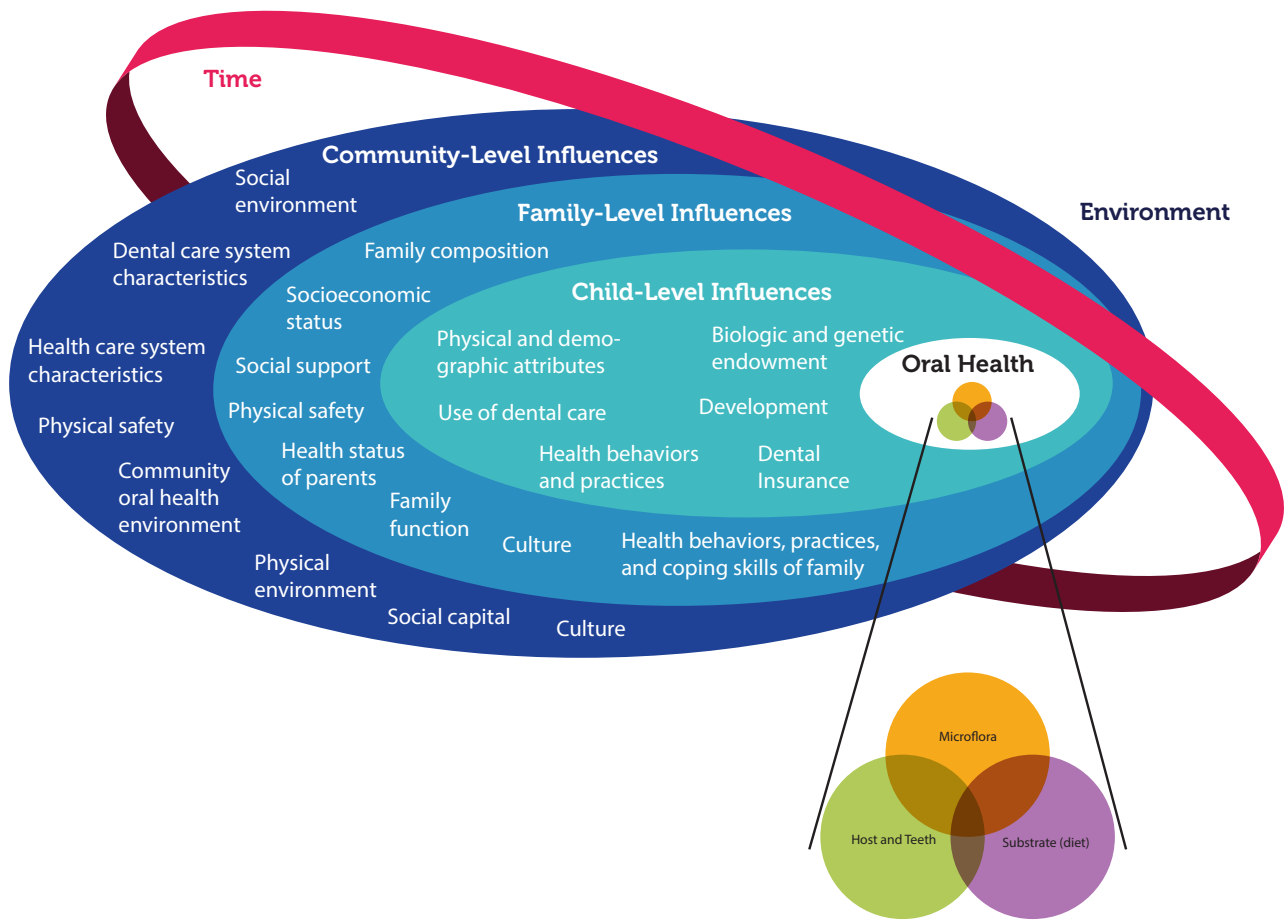 Time
Community-Level Influences
Social
environment
Dental care system
characteristics
Health care system
characteristics
Physical safety
Community
oral health
environment
Physical
environment
Social capital
Culture
Family-Level Influences
Family composition
Socioeconomic
status
Social support
Physical safety
Health status
of parents
Family
function
Culture
Health behaviors, practices,
and coping skills of family
Child-Level Influences
Physical and demo-
graphic attributes
Biologic and genetic
endowment
Use of dental care
Development
Health behaviors
and practices
Dental
Insurance
Oral Health
Environment
Microflora
Host and Teeth
Substrate (diet)